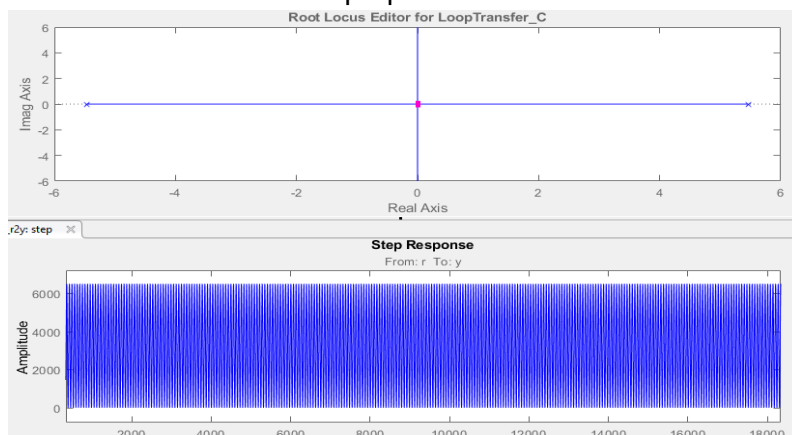 Root Locus Editor for LoopTransfer_C
6
4
2
0
-2
-4
-6
Imag Axis
-6 -4 -2 0 2 4 6
Real Axis
r2y: step
Step Response
From: r To: y
6000
4000
2000
0
Amplitude
2000 4000 6000 8000 10000 12000 14000 16000 18000